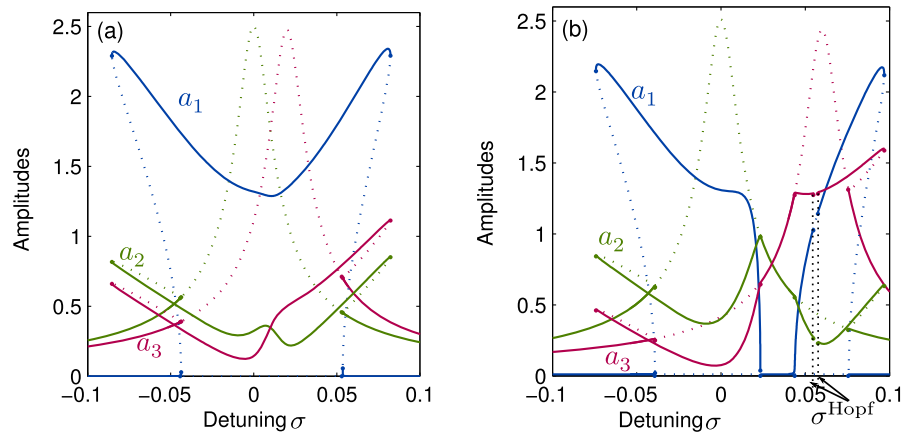 (a)
2.5
2
1.5
1
0.5
0
Amplitudes
a₁
a₂
a₃
−0.1
−0.05
0
0.05
0.1
Detuning σ
(b)
2.5
2
1.5
1
0.5
0
Amplitudes
a₁
a₂
a₃
−0.1
−0.05
0
0.05
0.1
Detuning σ
σ^Hopf